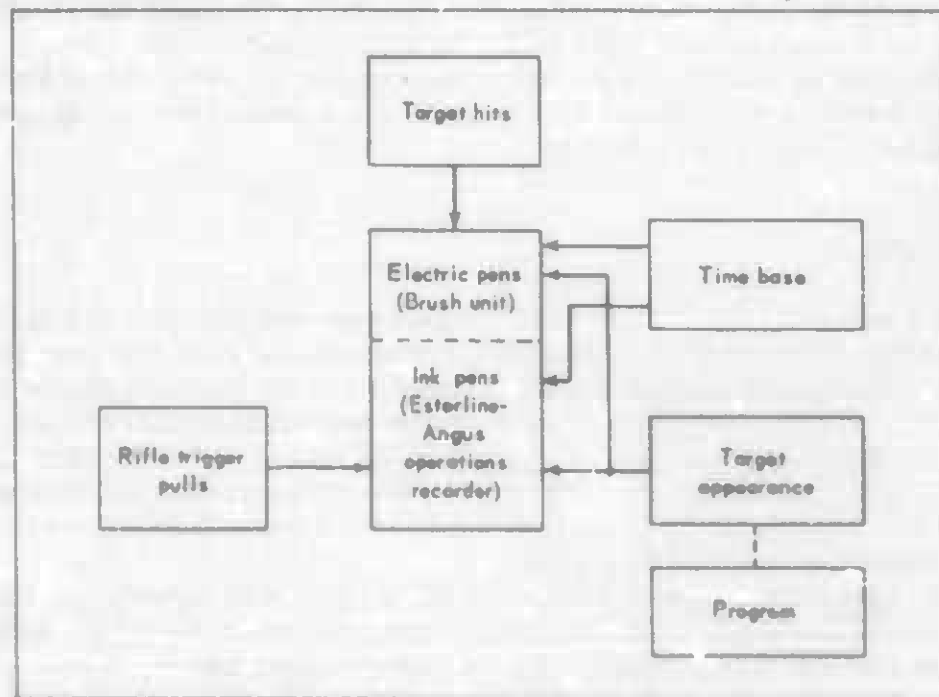 Target hits
Electric pens
(Brush unit)
Time base
Ink pens
(Esterline-
Angus
operations
recorder)
Rifle trigger
pulls
Target
appearance
Program